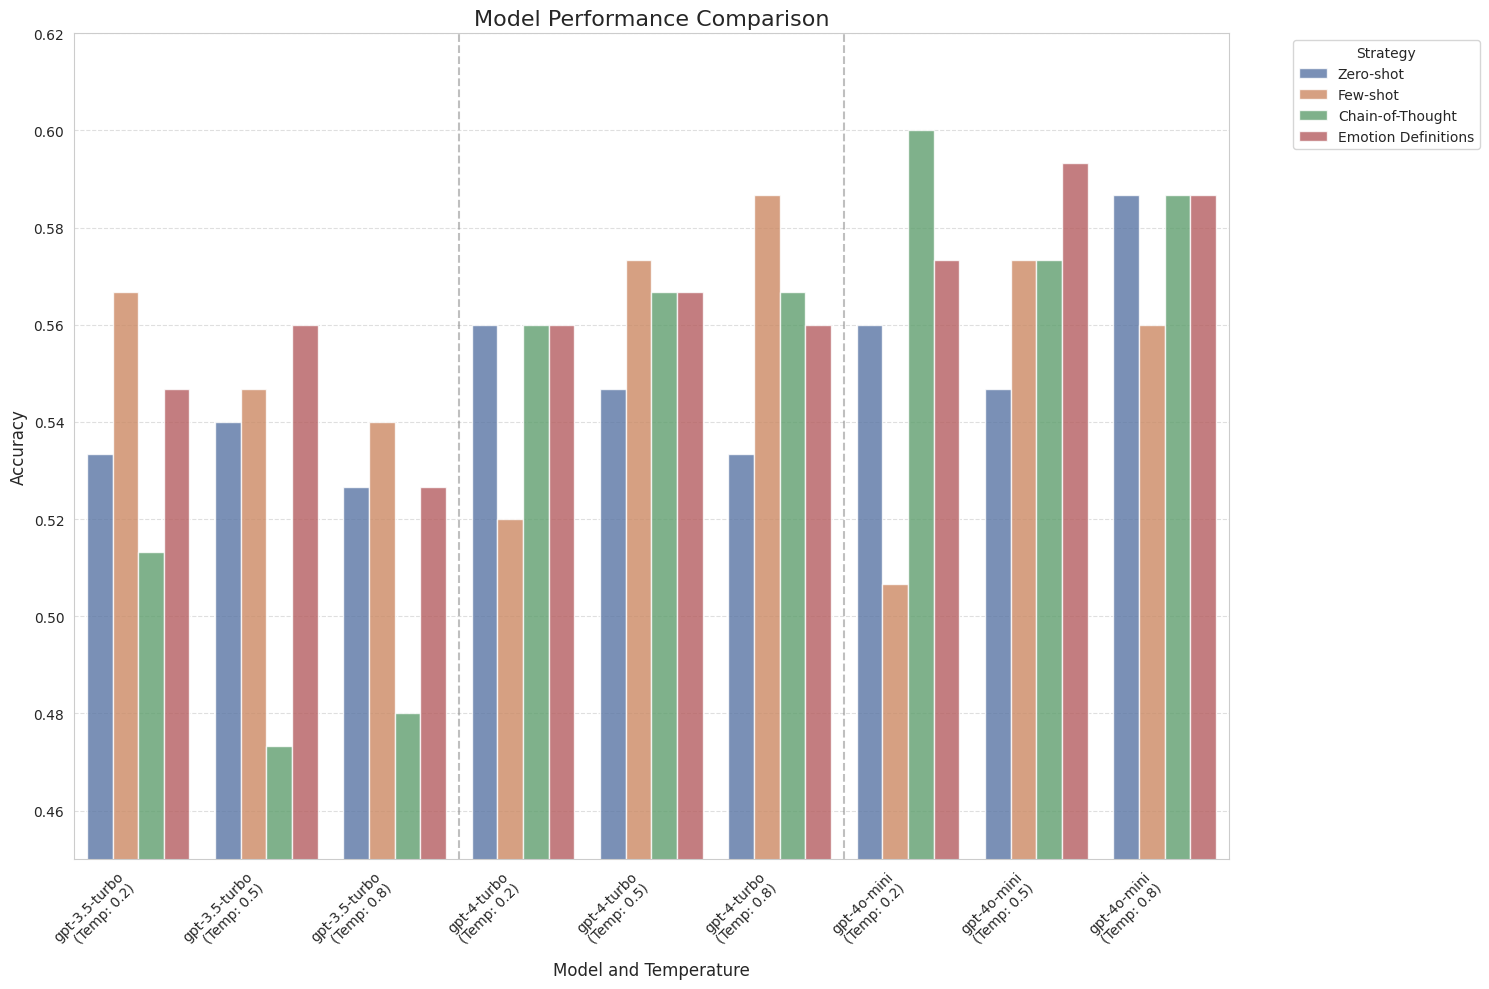 Model Performance Comparison
Strategy
Zero-shot
Few-shot
Chain-of-Thought
Emotion Definitions
Accuracy
0.62
0.60
0.58
0.56
0.54
0.52
0.50
0.48
0.46
gpt-3.5-turbo
(Temp: 0.2)
gpt-3.5-turbo
(Temp: 0.5)
gpt-3.5-turbo
(Temp: 0.8)
gpt-4-turbo
(Temp: 0.2)
gpt-4-turbo
(Temp: 0.5)
gpt-4-turbo
(Temp: 0.8)
gpt-4o-mini
(Temp: 0.2)
gpt-4o-mini
(Temp: 0.5)
gpt-4o-mini
(Temp: 0.8)
Model and Temperature